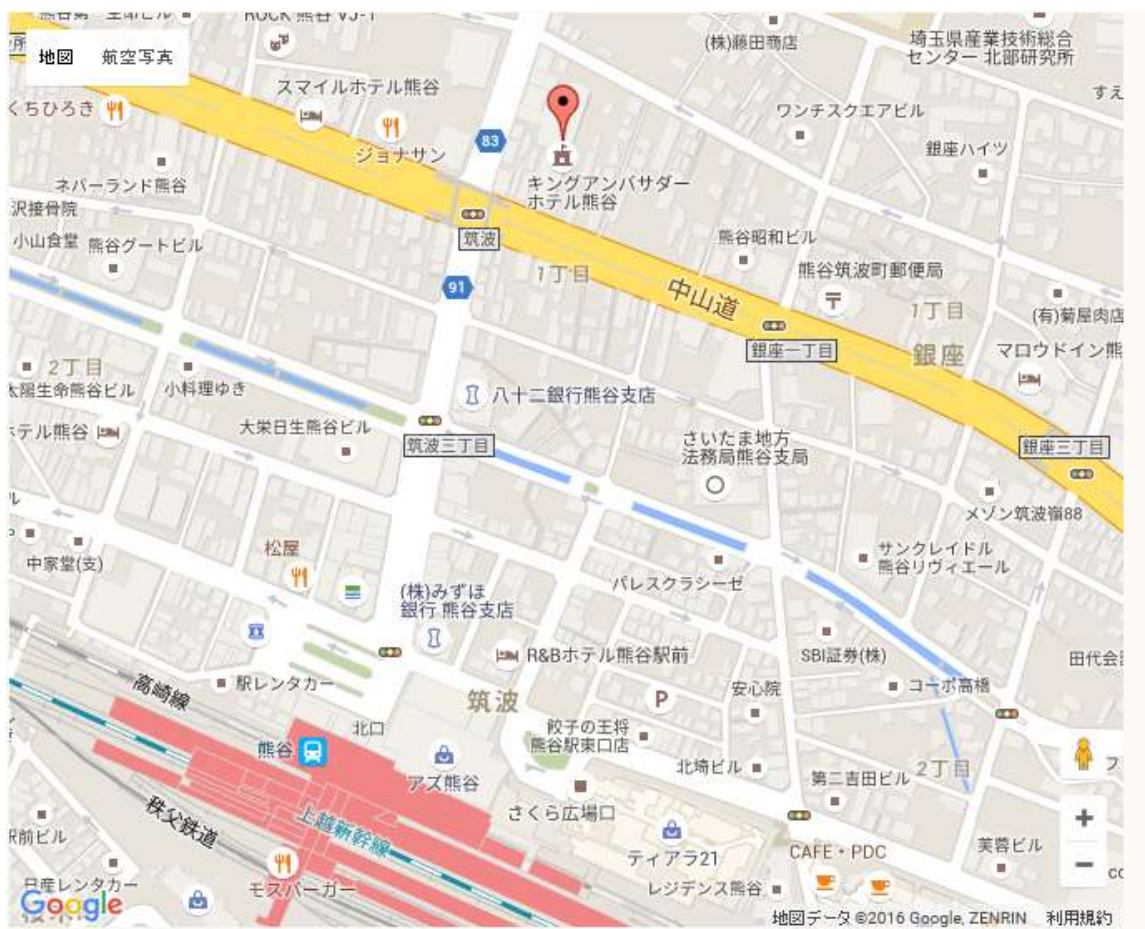 ROCK 熊谷 VJ-1
地図
航空写真
(株)藤田商店
埼玉県産業技術総合
センター 北部研究所
スマイルホテル熊谷
くちひろき
ジョナサン
83
ワンチスクエアビル
銀座ハイツ
すえ
ネバーランド熊谷
キングアンバサダー
ホテル熊谷
沢接骨院
小山食堂
熊谷グートビル
筑波
熊谷昭和ビル
1丁目
91
中山道
熊谷筑波町郵便局
1丁目
(有)菊屋肉店
銀座一丁目
銀座
マロウドイン熊
2丁目
太陽生命熊谷ビル
小料理ゆき
八十二銀行熊谷支店
ホテル熊谷
大栄日生熊谷ビル
筑波三丁目
さいたま地方
法務局熊谷支局
銀座三丁目
メゾン筑波嶺88
中家堂(支)
松屋
サンクレイドル
熊谷リヴィエール
パレスクラシーゼ
(株)みずほ
銀行 熊谷支店
R&Bホテル熊谷駅前
SBI証券(株)
田代会
駅レンタカー
高崎線
筑波
P
安心院
コーポ高橋
北口
熊谷
アズ熊谷
餃子の王将
熊谷駅東口店
北埼ビル
第二吉田ビル
2丁目
フ
さくら広場口
秩父鉄道
上越新幹線
駅前ビル
ティアラ21
CAFE・PDC
芙蓉ビル
モスバーガー
レジデンス熊谷
日産レンタカー
Google
+
−
地図データ ©2016 Google, ZENRIN
利用規約